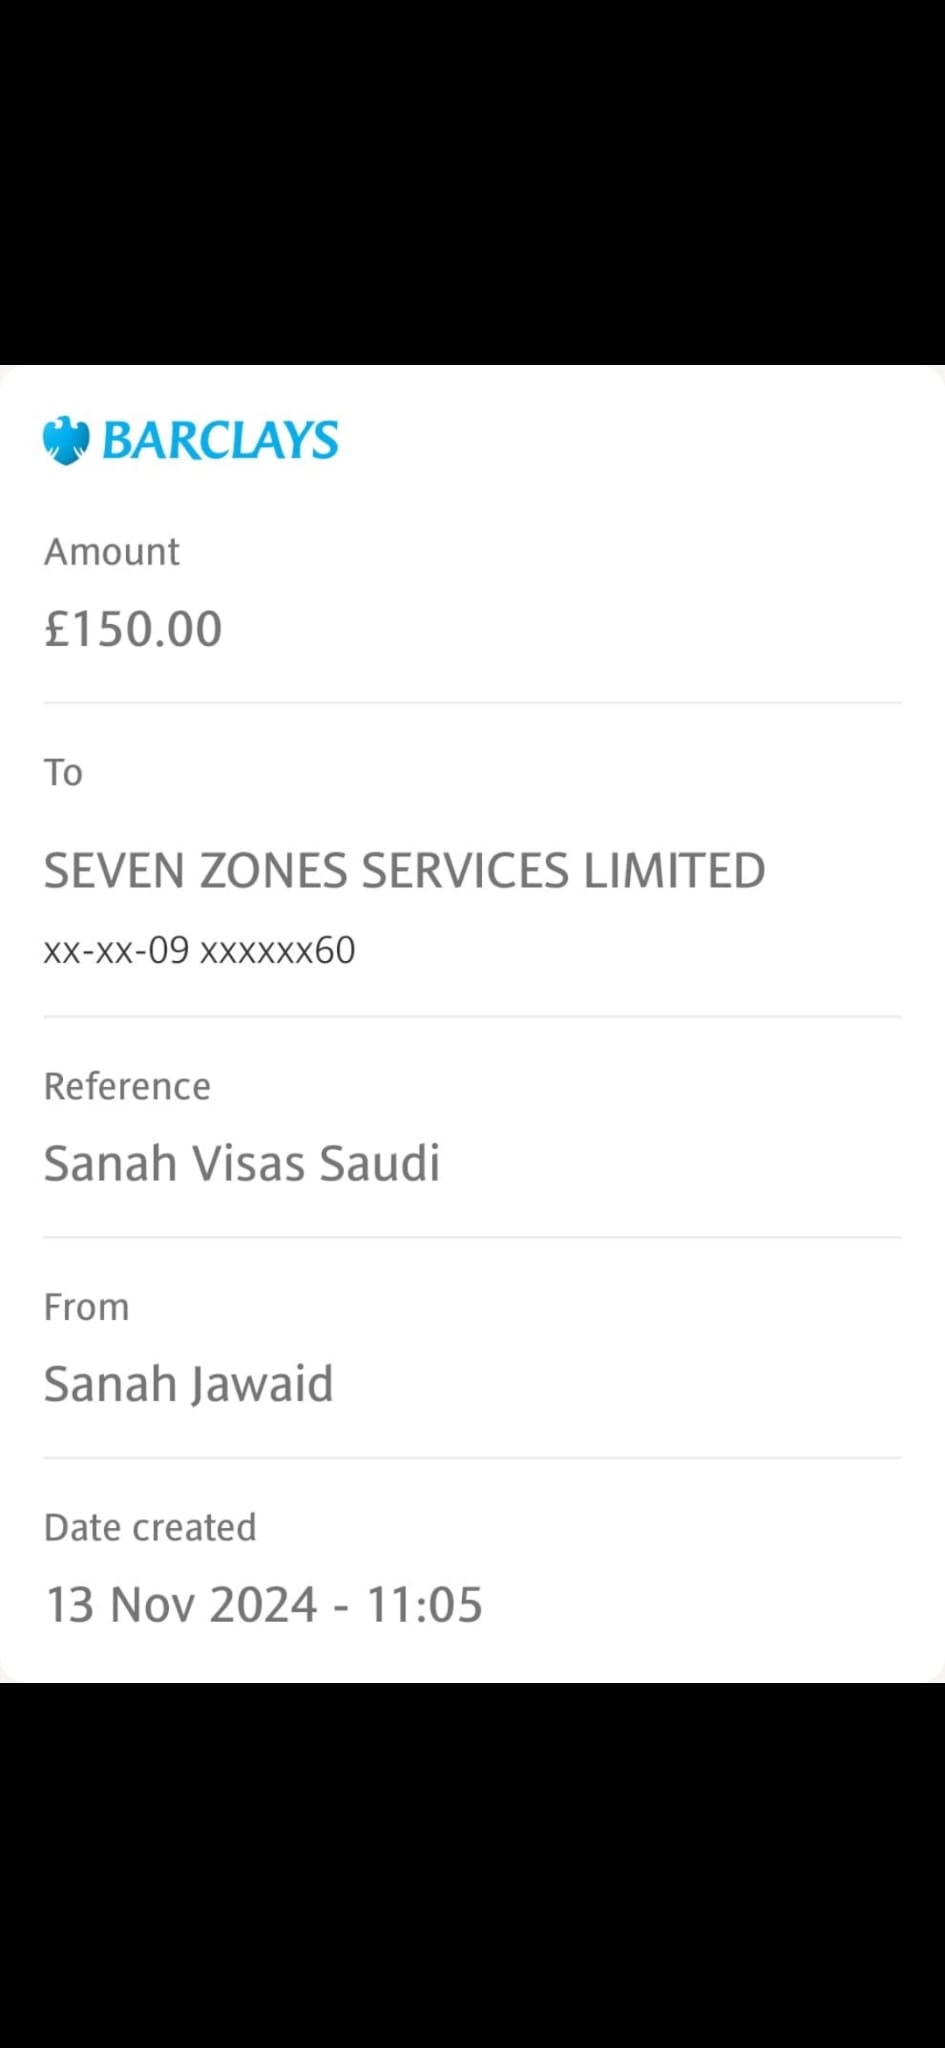 BARCLAYS
Amount
£150.00
To
SEVEN ZONES SERVICES LIMITED
xx-xx-09 xxxxxx60
Reference
Sanah Visas Saudi
From
Sanah Jawaid
Date created
13 Nov 2024 - 11:05